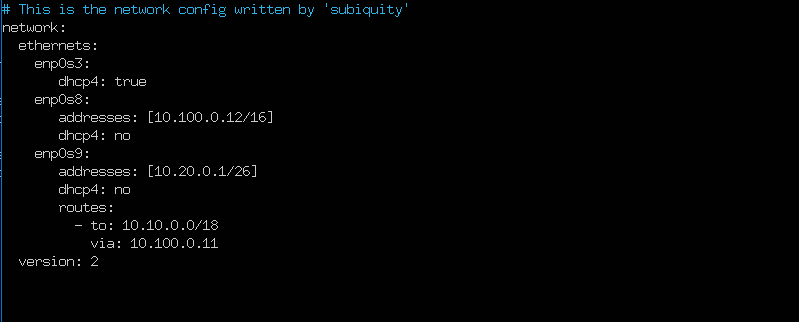 # This is the network config written by 'subiquity'
network:
  ethernets:
    enp0s3:
       dhcp4: true
    enp0s8:
       addresses: [10.100.0.12/16]
       dhcp4: no
    enp0s9:
       addresses: [10.20.0.1/26]
       dhcp4: no
       routes:
         - to: 10.10.0.0/18
           via: 10.100.0.11
  version: 2